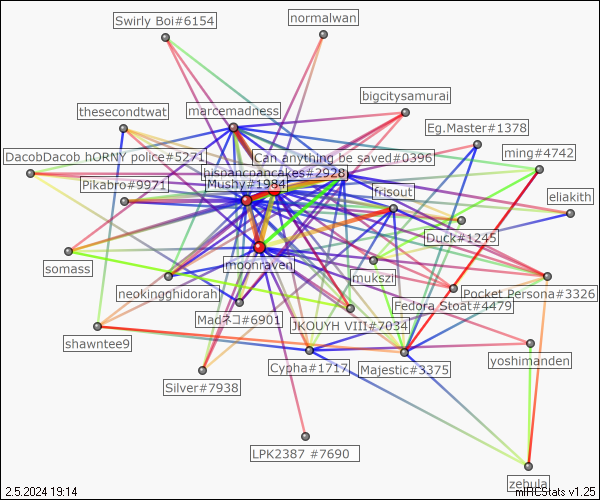 Swirly Boi#6154
normalwan
bigcitysamurai
thesecondtwat
marcemadness
Eg.Master#1378
ming#4742
DacobDacob hORNY police#5271
Can anything be saved#0396
hispancpancakes#2928
Pikabro#9971
Mushy#1984
frisout
eliakith
Duck#1245
somass
moonraven
mukszi
neokingghidorah
Pocket Persona#3326
Fedora Stoat#4479
Madネコ#6901
JKOUYH VIII#7034
shawntee9
yoshimanden
Silver#7938
Cypha#1717
Majestic#3375
LPK2387 #7690
zebula
2.5.2024 19:14
mIRCStats v1.25